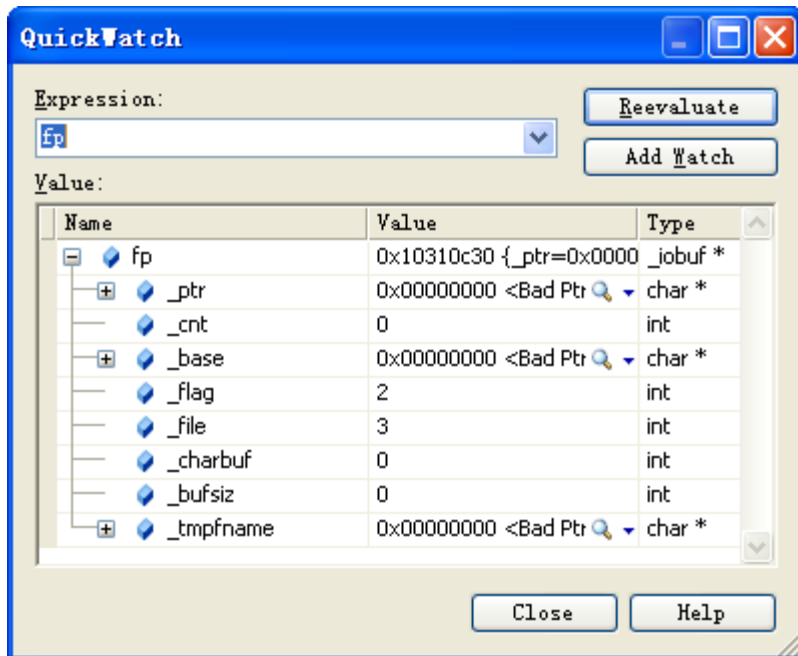 QuickWatch
Expression:
Reevaluate
fp
Add Watch
Value:
Name Value Type
fp 0x10310c30 {_ptr=0x0000 _iobuf *
_ptr 0x00000000 <Bad Ptr char *
_cnt 0 int
_base 0x00000000 <Bad Ptr char *
_flag 2 int
_file 3 int
_charbuf 0 int
_bufsiz 0 int
_tmpfname 0x00000000 <Bad Ptr char *
Close Help